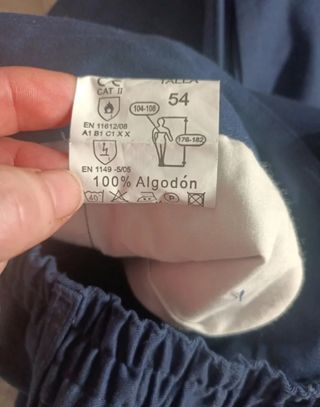 CE TALLA
CAT II 54
104-108
EN 11612/08
A1 B1 C1 X X
176-182
EN 1149 -5/05
100% Algodón
40 P